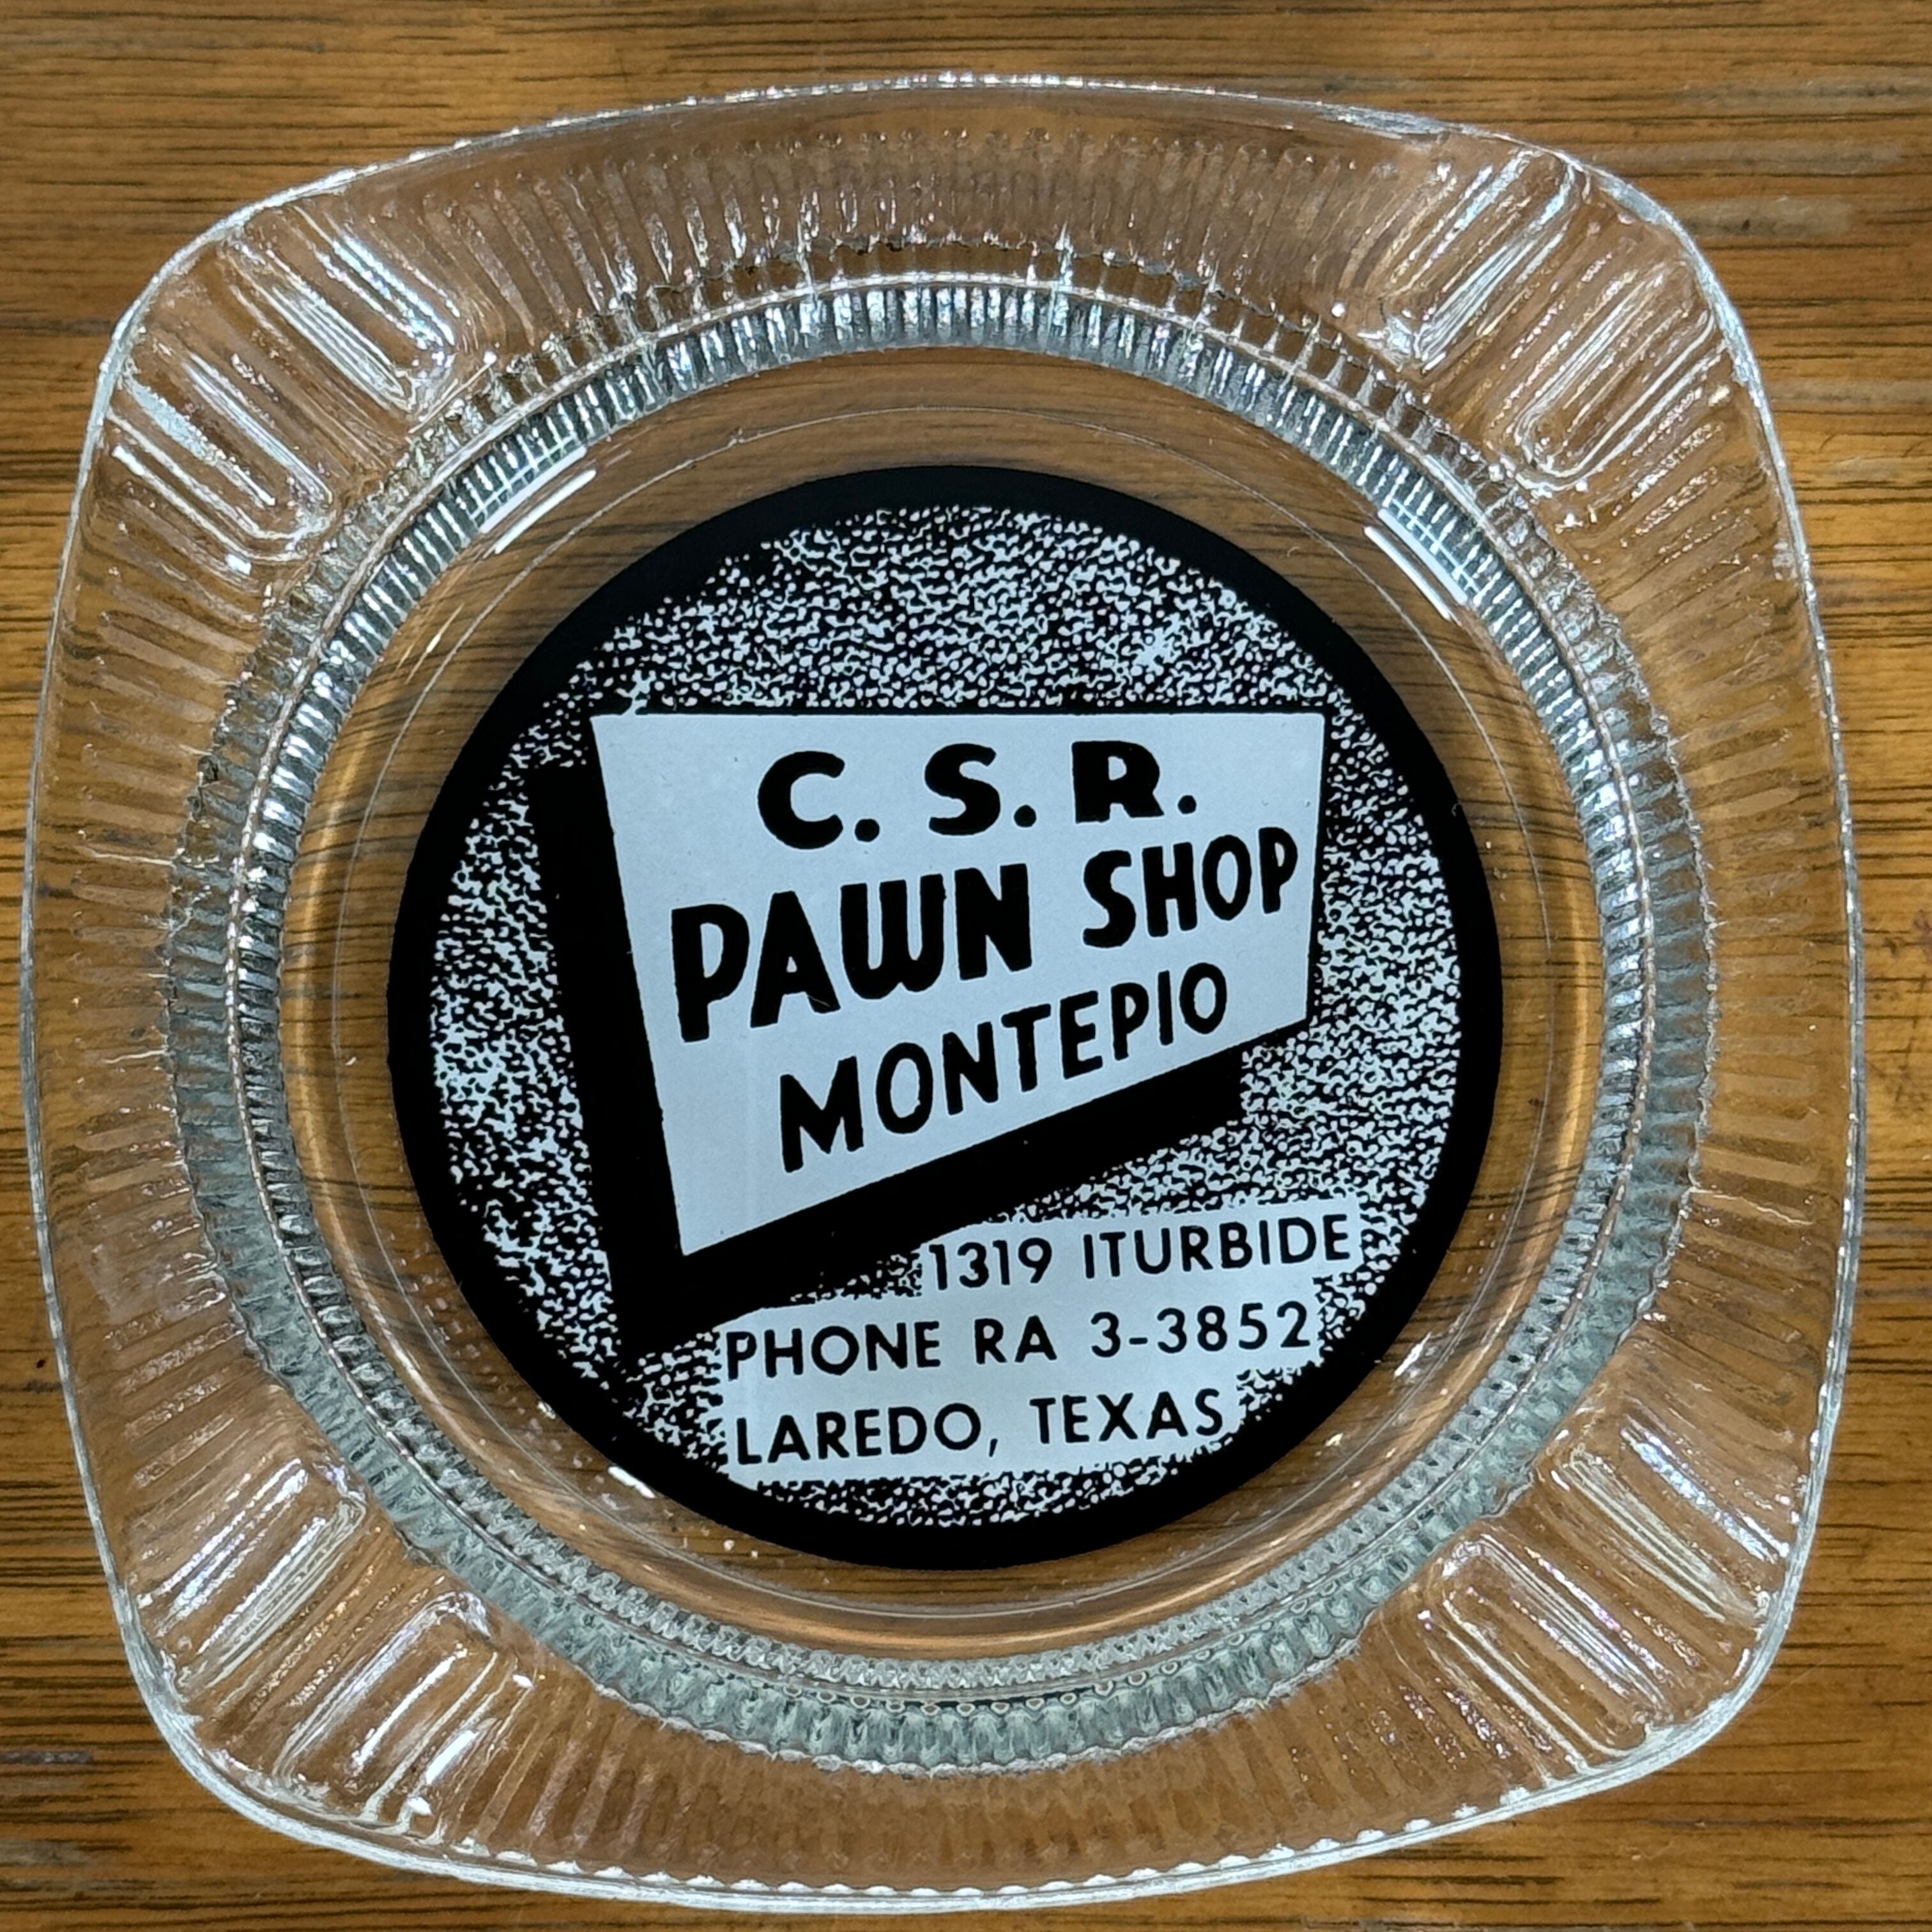 C. S. R.
PAWN SHOP
MONTEPIO
1319 ITURBIDE
PHONE RA 3-3852
LAREDO, TEXAS